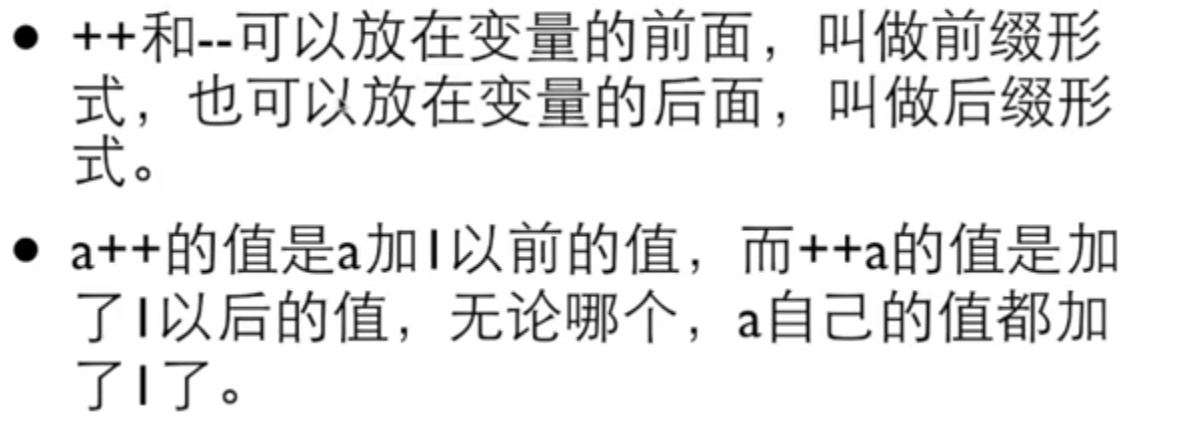 • ++和--可以放在变量的前面，叫做前缀形
式，也可以放在变量的后面，叫做后缀形
式。
• a++的值是a加1以前的值，而++a的值是加
了1以后的值，无论哪个，a自己的值都加
了1了。